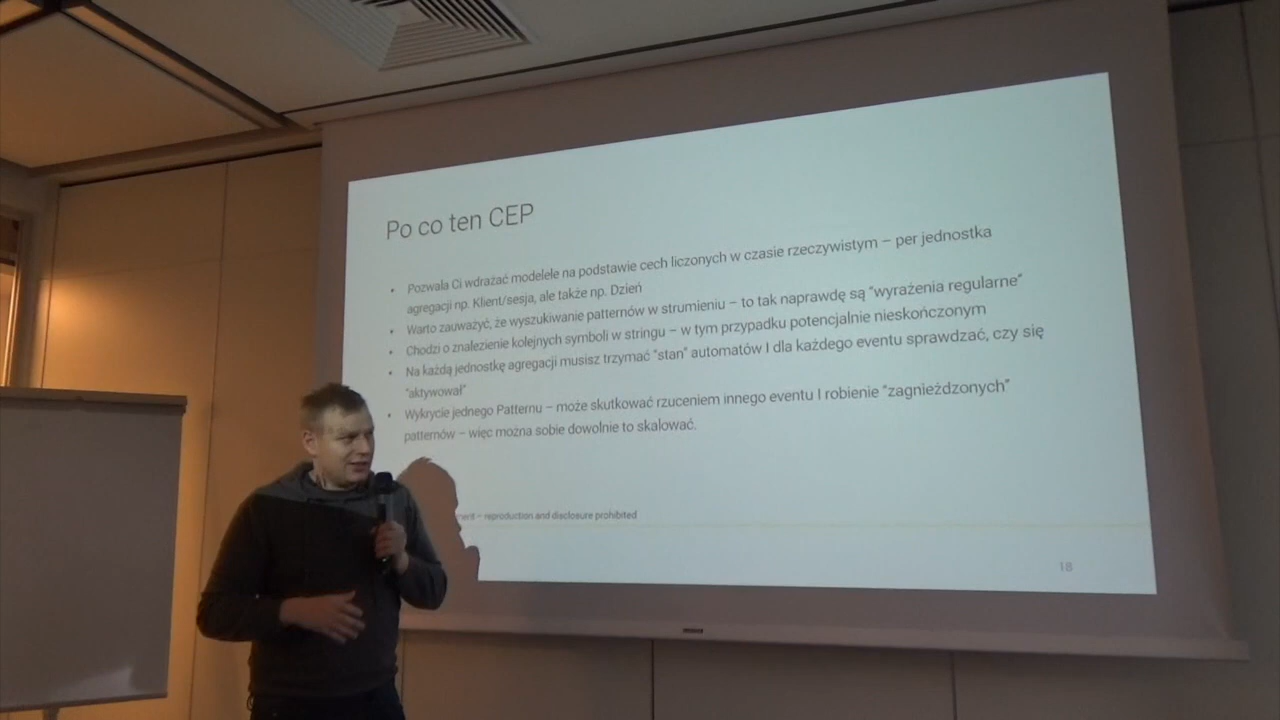 Po co ten CEP
• Pozwala Ci wdrażać modelele na podstawie cech liczonych w czasie rzeczywistym – per jednostka
agregacji np. Klient/sesja, ale także np. Dzień
• Warto zauważyć, że wyszukiwanie patternów w strumieniu – to tak naprawdę są "wyrażenia regularne"
• Chodzi o znalezienie kolejnych symboli w stringu – w tym przypadku potencjalnie nieskończonym
• Na każdą jednostkę agregacji musisz trzymać "stan" automatów I dla każdego eventu sprawdzać, czy się
"aktywował"
• Wykrycie jednego Patternu – może skutkować rzuceniem innego eventu I robienie "zagnieżdzonych"
patternów – więc można sobie dowolnie to skalować.
– reproduction and disclosure prohibited
18